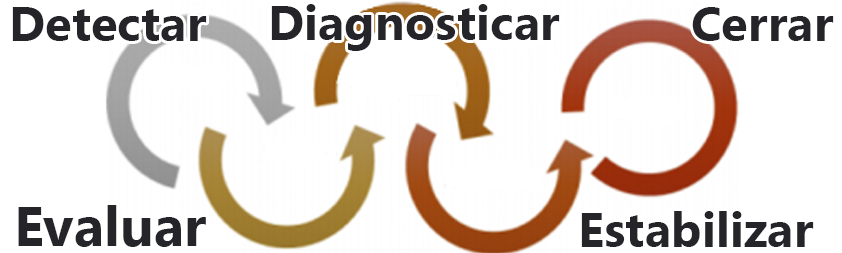 Detectar
Diagnosticar
Cerrar
Evaluar
Estabilizar